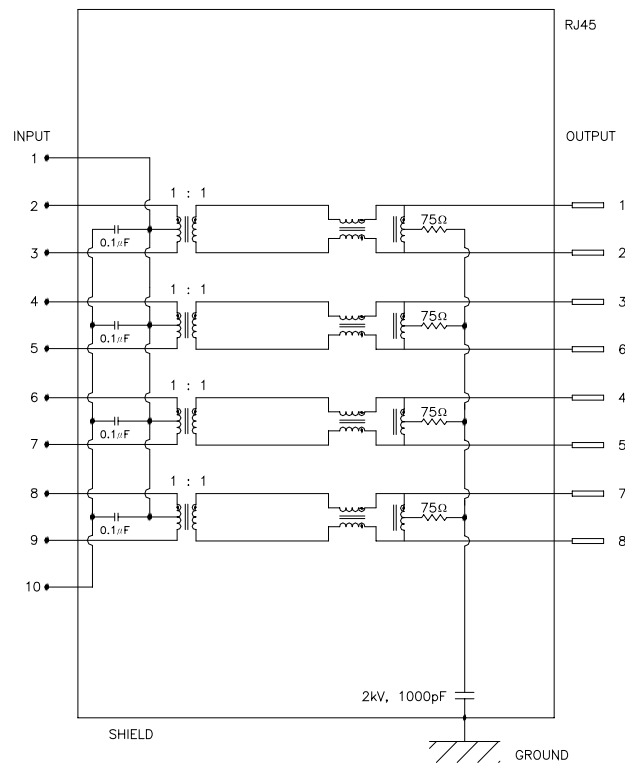 RJ45
INPUT
OUTPUT
1
1 : 1
2
1
75Ω
0.1µF
3
2
1 : 1
4
3
75Ω
0.1µF
5
6
1 : 1
6
4
75Ω
0.1µF
7
5
1 : 1
8
7
75Ω
0.1µF
9
8
10
2kV, 1000pF
SHIELD
GROUND